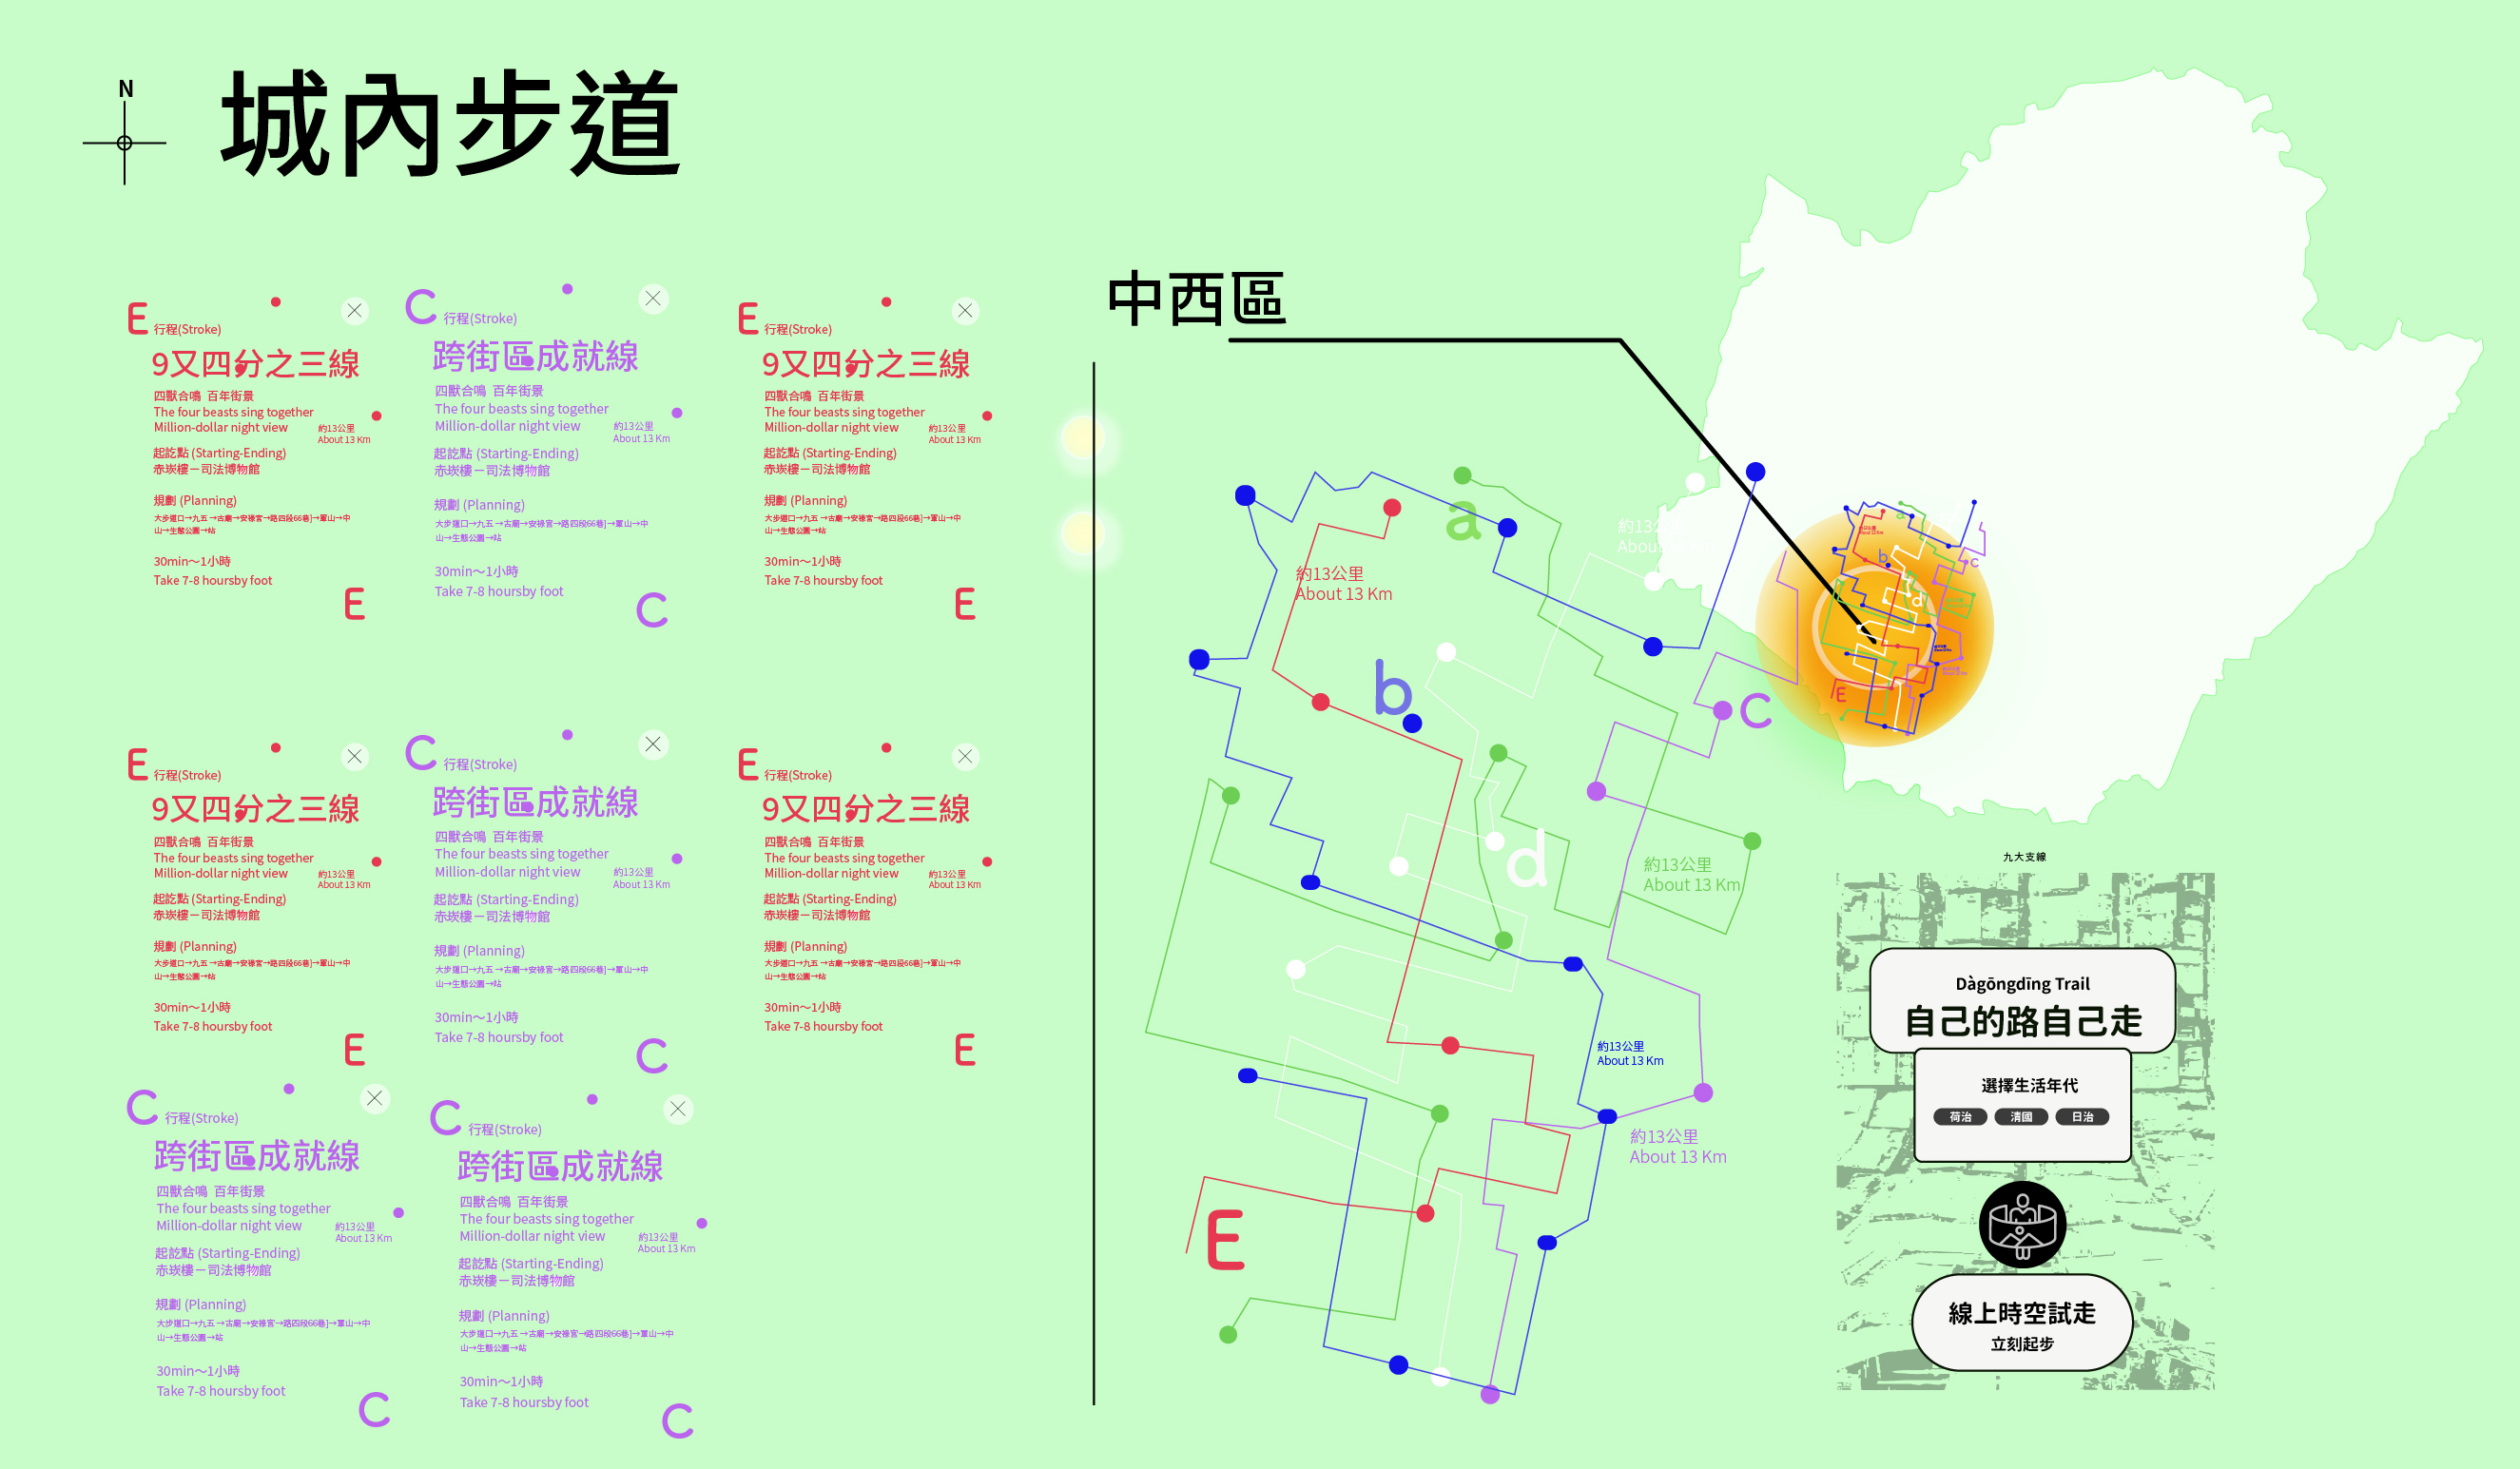 N
城內步道
中西區
E 行程(Stroke)
9又四分之三線
四獸合鳴 百年街景
The four beasts sing together
Million-dollar night view
約13公里
About 13 Km
起訖點 (Starting-Ending)
赤崁樓－司法博物館
規劃 (Planning)
大步道口→九五→古廟→安祿宮→路四段66巷]→軍山→中
山→生態公園→站
30min～1小時
Take 7-8 hoursby foot
E
C 行程(Stroke)
跨街區成就線
四獸合鳴 百年街景
The four beasts sing together
Million-dollar night view
約13公里
About 13 Km
起訖點 (Starting-Ending)
赤崁樓－司法博物館
規劃 (Planning)
大步道口→九五→古廟→安祿宮→路四段66巷]→軍山→中
山→生態公園→站
30min～1小時
Take 7-8 hoursby foot
C
E 行程(Stroke)
9又四分之三線
四獸合鳴 百年街景
The four beasts sing together
Million-dollar night view
約13公里
About 13 Km
起訖點 (Starting-Ending)
赤崁樓－司法博物館
規劃 (Planning)
大步道口→九五→古廟→安祿宮→路四段66巷]→軍山→中
山→生態公園→站
30min～1小時
Take 7-8 hoursby foot
E
E 行程(Stroke)
9又四分之三線
四獸合鳴 百年街景
The four beasts sing together
Million-dollar night view
約13公里
About 13 Km
起訖點 (Starting-Ending)
赤崁樓－司法博物館
規劃 (Planning)
大步道口→九五→古廟→安祿宮→路四段66巷]→軍山→中
山→生態公園→站
30min～1小時
Take 7-8 hoursby foot
E
C 行程(Stroke)
跨街區成就線
四獸合鳴 百年街景
The four beasts sing together
Million-dollar night view
約13公里
About 13 Km
起訖點 (Starting-Ending)
赤崁樓－司法博物館
規劃 (Planning)
大步道口→九五→古廟→安祿宮→路四段66巷]→軍山→中
山→生態公園→站
30min～1小時
Take 7-8 hoursby foot
C
E 行程(Stroke)
9又四分之三線
四獸合鳴 百年街景
The four beasts sing together
Million-dollar night view
約13公里
About 13 Km
起訖點 (Starting-Ending)
赤崁樓－司法博物館
規劃 (Planning)
大步道口→九五→古廟→安祿宮→路四段66巷]→軍山→中
山→生態公園→站
30min～1小時
Take 7-8 hoursby foot
E
C 行程(Stroke)
跨街區成就線
四獸合鳴 百年街景
The four beasts sing together
Million-dollar night view
約13公里
About 13 Km
起訖點 (Starting-Ending)
赤崁樓－司法博物館
規劃 (Planning)
大步道口→九五→古廟→安祿宮→路四段66巷]→軍山→中
山→生態公園→站
30min～1小時
Take 7-8 hoursby foot
C
C 行程(Stroke)
跨街區成就線
四獸合鳴 百年街景
The four beasts sing together
Million-dollar night view
約13公里
About 13 Km
起訖點 (Starting-Ending)
赤崁樓－司法博物館
規劃 (Planning)
大步道口→九五→古廟→安祿宮→路四段66巷]→軍山→中
山→生態公園→站
30min～1小時
Take 7-8 hoursby foot
C
a
約13公
Abou
約13公里
About 13 Km
b
C
d
約13公里
About 13 Km
約13公里
About 13 Km
約13公里
About 13 Km
E
a
b
C
d
E
九大支線
Dàgōngdīng Trail
自己的路自己走
選擇生活年代
荷治 清國 日治
線上時空試走
立刻起步